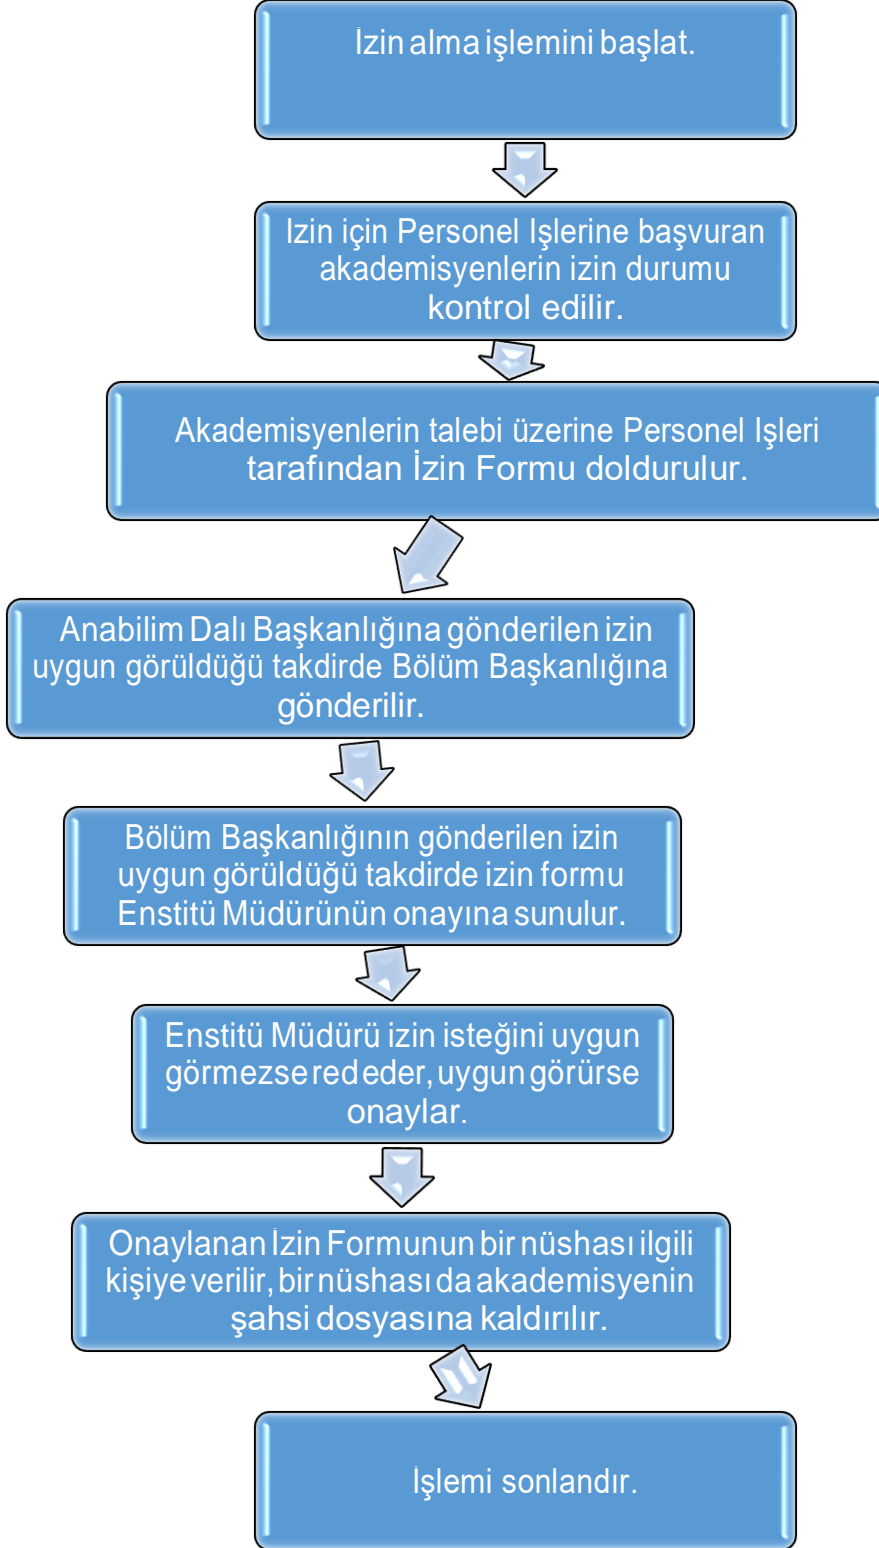 İzin alma işlemini başlat.
Izin için Personel Işlerine başvuran
akademisyenlerin izin durumu
kontrol edilir.
Akademisyenlerin talebi üzerine Personel Işleri
tarafından İzin Formu doldurulur.
Anabilim Dalı Başkanlığına gönderilen izin
uygun görüldüğü takdirde Bölüm Başkanlığına
gönderilir.
Bölüm Başkanlığının gönderilen izin
uygun görüldüğü takdirde izin formu
Enstitü Müdürünün onayına sunulur.
Enstitü Müdürü izin isteğini uygun
görmezse red eder, uygun görürse
onaylar.
Onaylanan İzin Formunun bir nüshası ilgili
kişiye verilir, bir nüshası da akademisyenin
şahsi dosyasına kaldırılır.
İşlemi sonlandır.